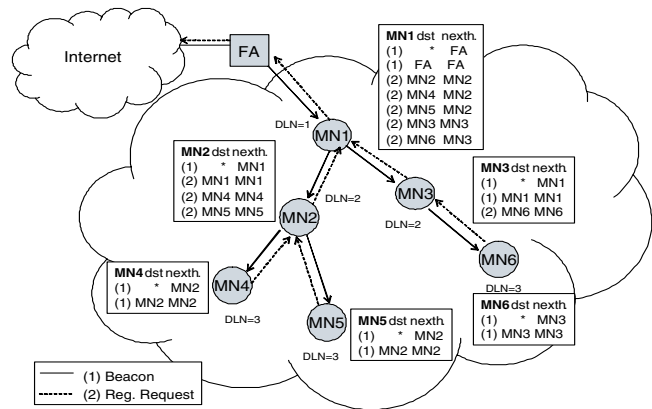 Internet
FA
MN1 dst nexth.
(1) * FA
(1) FA FA
(2) MN2 MN2
(2) MN4 MN2
(2) MN5 MN2
(2) MN3 MN3
(2) MN6 MN3
DLN=1
MN1
MN2 dst nexth.
(1) * MN1
(2) MN1 MN1
(2) MN4 MN4
(2) MN5 MN5
MN3 dst nexth.
(1) * MN1
(1) MN1 MN1
(2) MN6 MN6
MN3
DLN=2
DLN=2
MN2
MN6
DLN=3
MN4 dst nexth.
(1) * MN2
(1) MN2 MN2
MN4
DLN=3
MN5
DLN=3
MN5 dst nexth.
(1) * MN2
(1) MN2 MN2
MN6 dst nexth.
(1) * MN3
(1) MN3 MN3
(1) Beacon
(2) Reg. Request